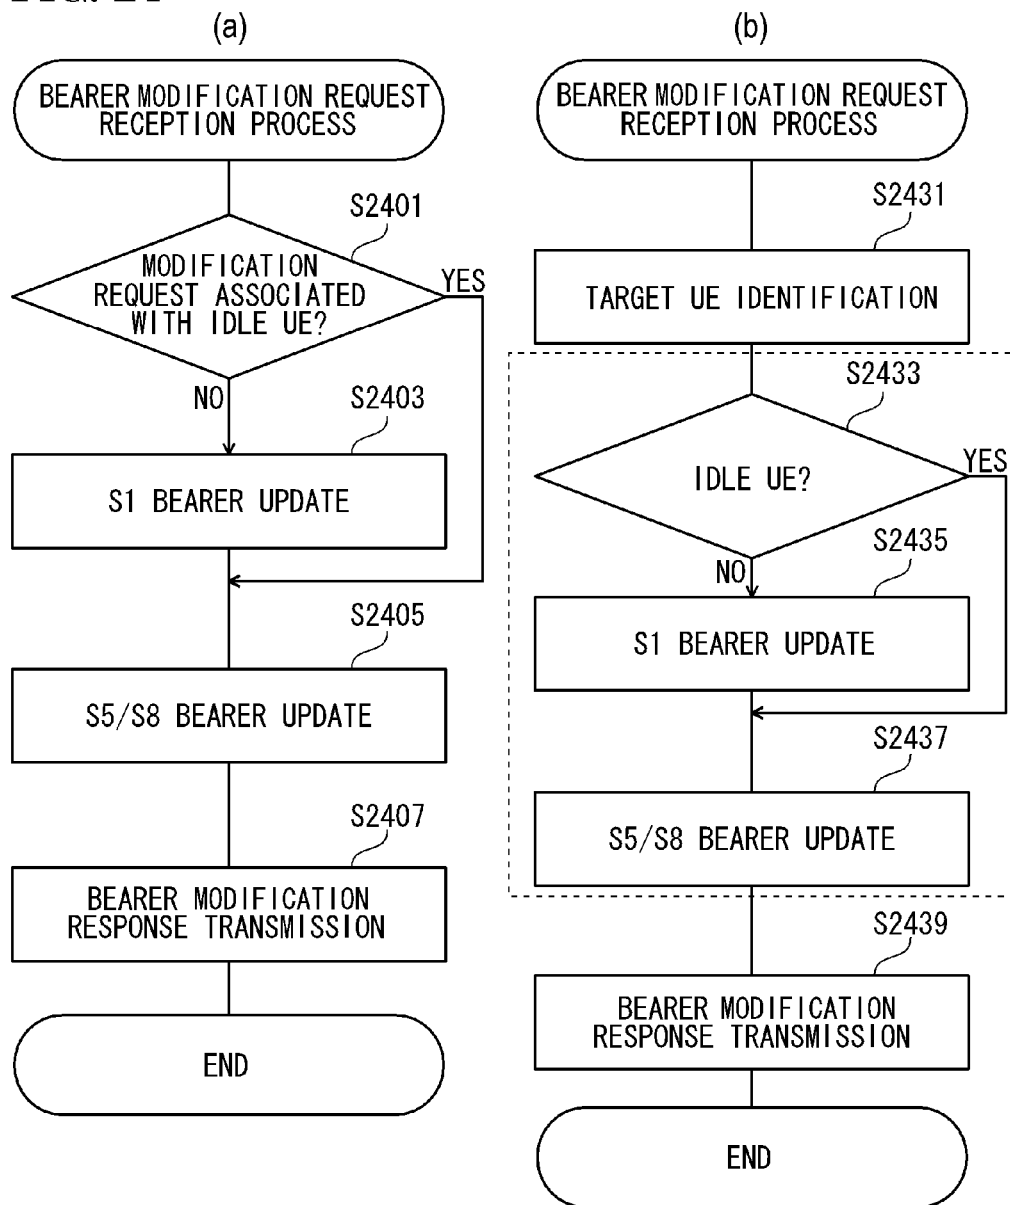 (a)
BEARER MODIFICATION REQUEST
RECEPTION PROCESS
S2401
MODIFICATION
REQUEST ASSOCIATED
WITH IDLE UE?
YES
NO
S2403
S1 BEARER UPDATE
S2405
S5/S8 BEARER UPDATE
S2407
BEARER MODIFICATION
RESPONSE TRANSMISSION
END
(b)
BEARER MODIFICATION REQUEST
RECEPTION PROCESS
S2431
TARGET UE IDENTIFICATION
S2433
IDLE UE?
YES
NO
S2435
S1 BEARER UPDATE
S2437
S5/S8 BEARER UPDATE
S2439
BEARER MODIFICATION
RESPONSE TRANSMISSION
END